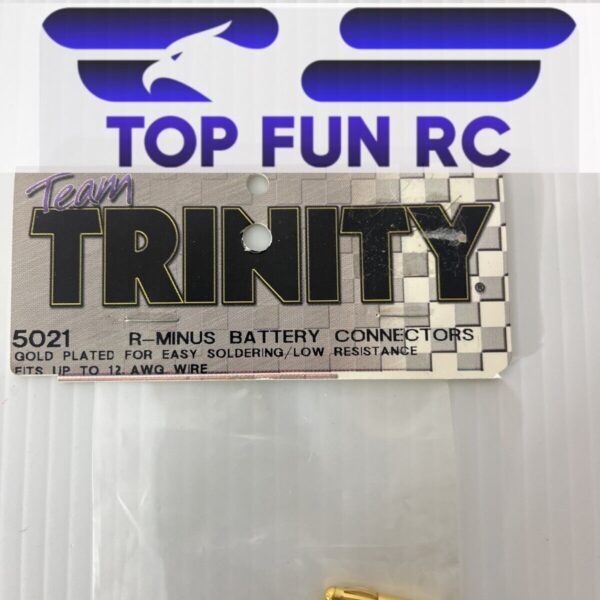 TOP FUN RC
Team
TRINITY®
5021 R-MINUS BATTERY CONNECTORS
GOLD PLATED FOR EASY SOLDERING/LOW RESISTANCE
FITS UP TO 12 AWG WIRE